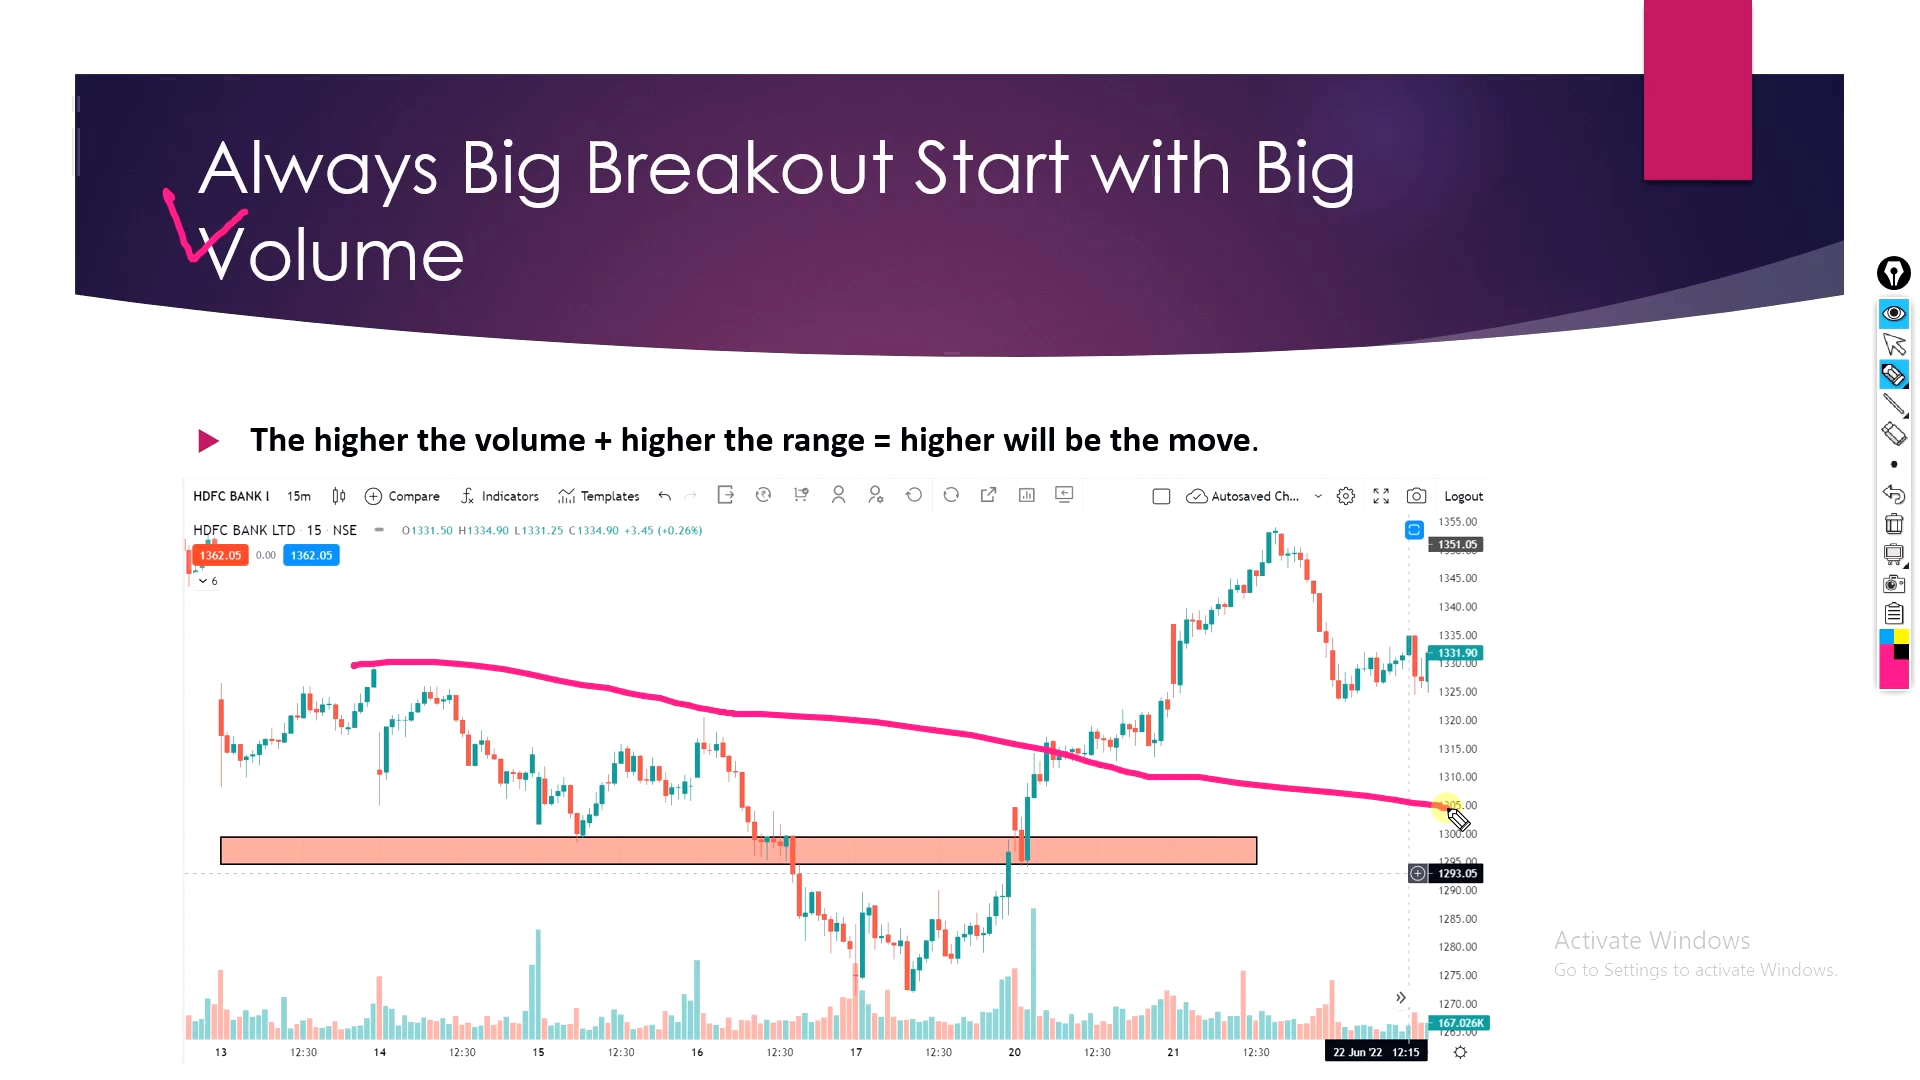 Always Big Breakout Start with Big
Volume
The higher the volume + higher the range = higher will be the move.
HDFC BANK I 15m Compare Indicators Templates Autosaved Ch... Logout
HDFC BANK LTD · 15 · NSE O1331.50 H1334.90 L1331.25 C1334.90 +3.45 (+0.26%)
1362.05 0.00 1362.05
6
1355.00
1351.05
1345.00
1340.00
1335.00
1331.90
1330.00
1325.00
1320.00
1315.00
1310.00
1300.00
1295.00
1293.05
1290.00
1285.00
1280.00
1275.00
1270.00
167.026K
13 12:30 14 12:30 15 12:30 16 12:30 17 12:30 20 12:30 21 12:30 22 Jun '22 12:15
Activate Windows
Go to Settings to activate Windows.